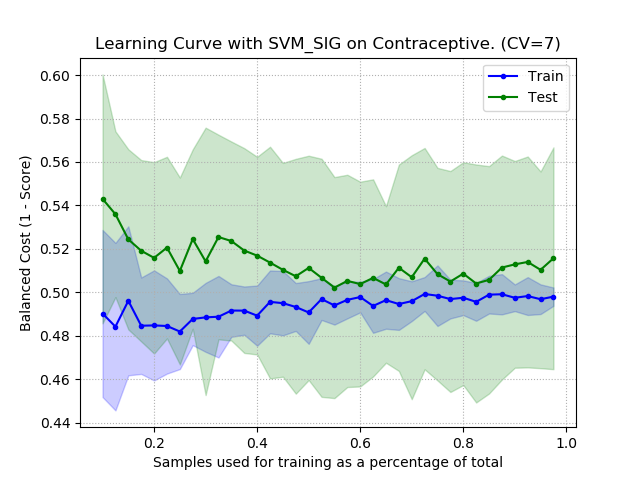 Learning Curve with SVM_SIG on Contraceptive. (CV=7)
Train
Test
Balanced Cost (1 - Score)
0.60
0.58
0.56
0.54
0.52
0.50
0.48
0.46
0.44
0.2 0.4 0.6 0.8 1.0
Samples used for training as a percentage of total